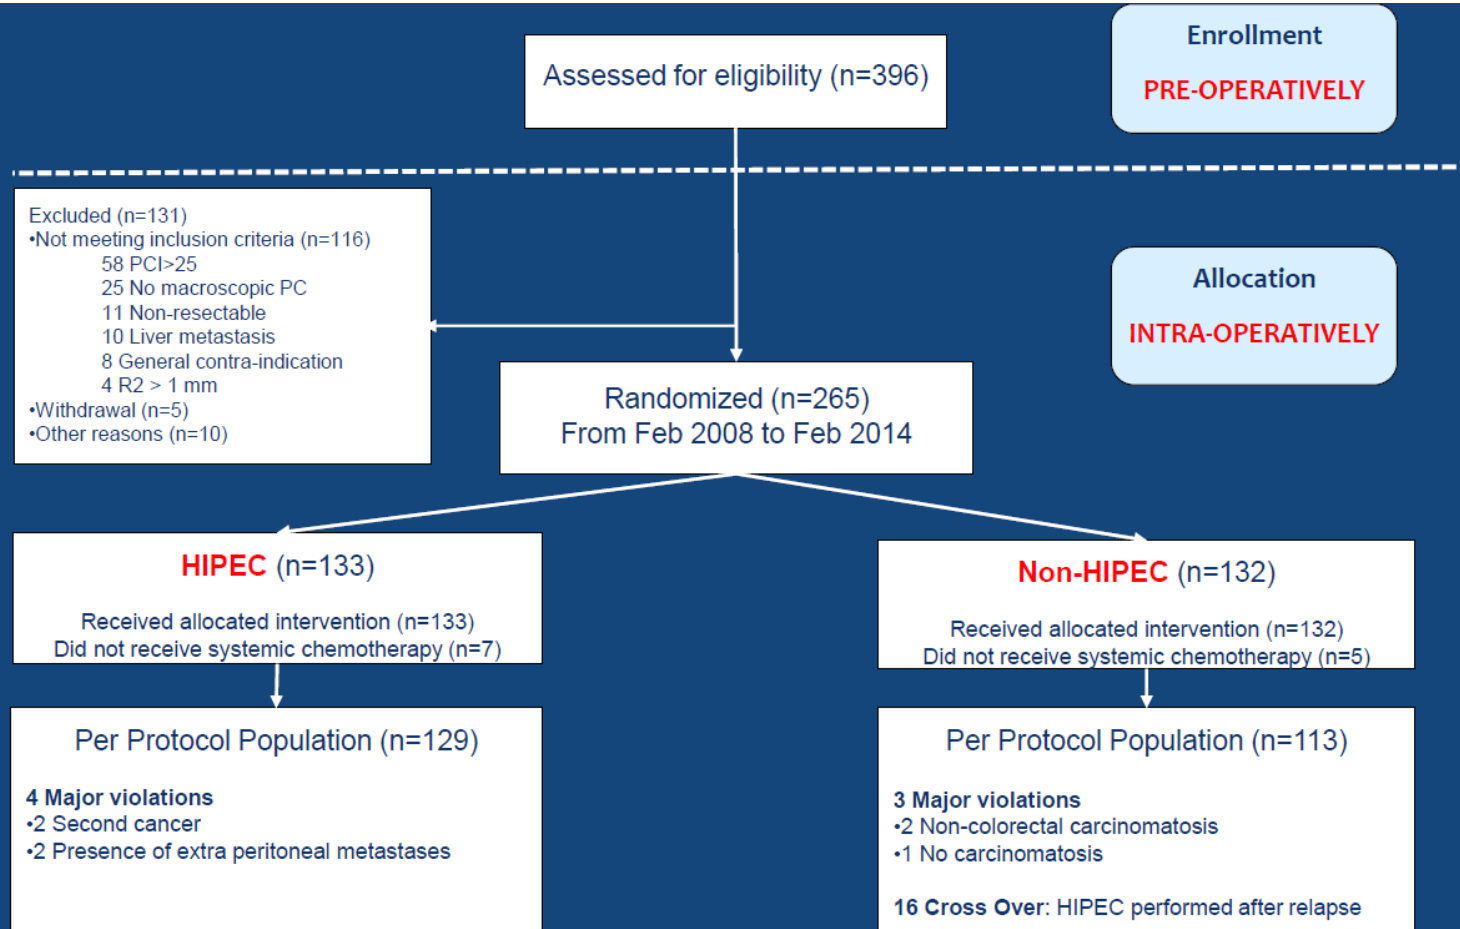 Assessed for eligibility (n=396)
Enrollment
PRE-OPERATIVELY
Excluded (n=131)
•Not meeting inclusion criteria (n=116)
58 PCI>25
25 No macroscopic PC
11 Non-resectable
10 Liver metastasis
8 General contra-indication
4 R2 > 1 mm
•Withdrawal (n=5)
•Other reasons (n=10)
Allocation
INTRA-OPERATIVELY
Randomized (n=265)
From Feb 2008 to Feb 2014
HIPEC (n=133)
Received allocated intervention (n=133)
Did not receive systemic chemotherapy (n=7)
Non-HIPEC (n=132)
Received allocated intervention (n=132)
Did not receive systemic chemotherapy (n=5)
Per Protocol Population (n=129)
4 Major violations
•2 Second cancer
•2 Presence of extra peritoneal metastases
Per Protocol Population (n=113)
3 Major violations
•2 Non-colorectal carcinomatosis
•1 No carcinomatosis
16 Cross Over: HIPEC performed after relapse